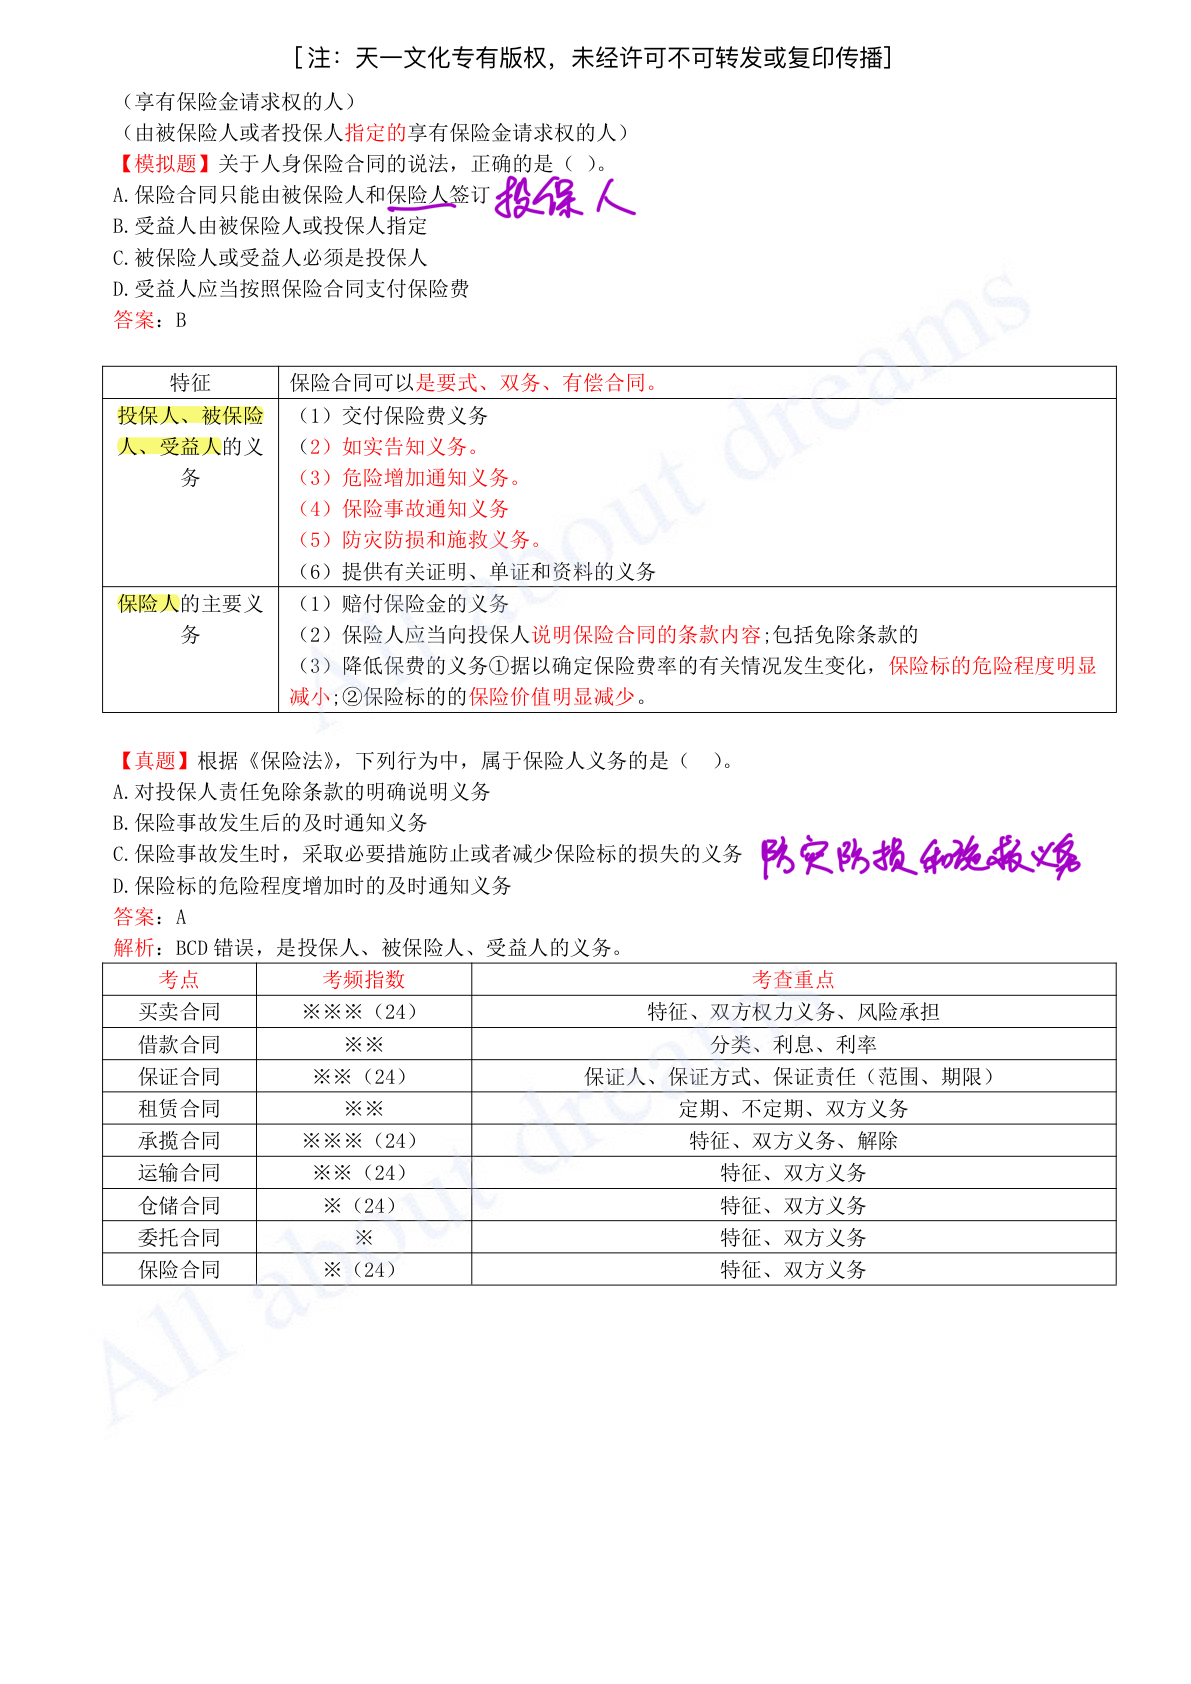 [注：天一文化专有版权，未经许可不可转发或复印传播]
（享有保险金请求权的人）
（由被保险人或者投保人指定的享有保险金请求权的人）
【模拟题】关于人身保险合同的说法，正确的是（ ）。
A.保险合同只能由被保险人和保险人签订 投保人
B.受益人由被保险人或投保人指定
C.被保险人或受益人必须是投保人
D.受益人应当按照保险合同支付保险费
答案：B
特征 保险合同可以是要式、双务、有偿合同。
投保人、被保险人、受益人的义务
（1）交付保险费义务
（2）如实告知义务。
（3）危险增加通知义务。
（4）保险事故通知义务
（5）防灾防损和施救义务。
（6）提供有关证明、单证和资料的义务
保险人的主要义务
（1）赔付保险金的义务
（2）保险人应当向投保人说明保险合同的条款内容;包括免除条款的
（3）降低保费的义务①据以确定保险费率的有关情况发生变化，保险标的危险程度明显
减小;②保险标的的保险价值明显减少。
【真题】根据《保险法》，下列行为中，属于保险人义务的是（ ）。
A.对投保人责任免除条款的明确说明义务
B.保险事故发生后的及时通知义务
C.保险事故发生时，采取必要措施防止或者减少保险标的损失的义务 防灾防损和施救义务
D.保险标的危险程度增加时的及时通知义务
答案：A
解析：BCD 错误，是投保人、被保险人、受益人的义务。
考点 考频指数 考查重点
买卖合同 ※※※（24） 特征、双方权力义务、风险承担
借款合同 ※※ 分类、利息、利率
保证合同 ※※（24） 保证人、保证方式、保证责任（范围、期限）
租赁合同 ※※ 定期、不定期、双方义务
承揽合同 ※※※（24） 特征、双方义务、解除
运输合同 ※※（24） 特征、双方义务
仓储合同 ※（24） 特征、双方义务
委托合同 ※ 特征、双方义务
保险合同 ※（24） 特征、双方义务
All about dreams
All about dreams